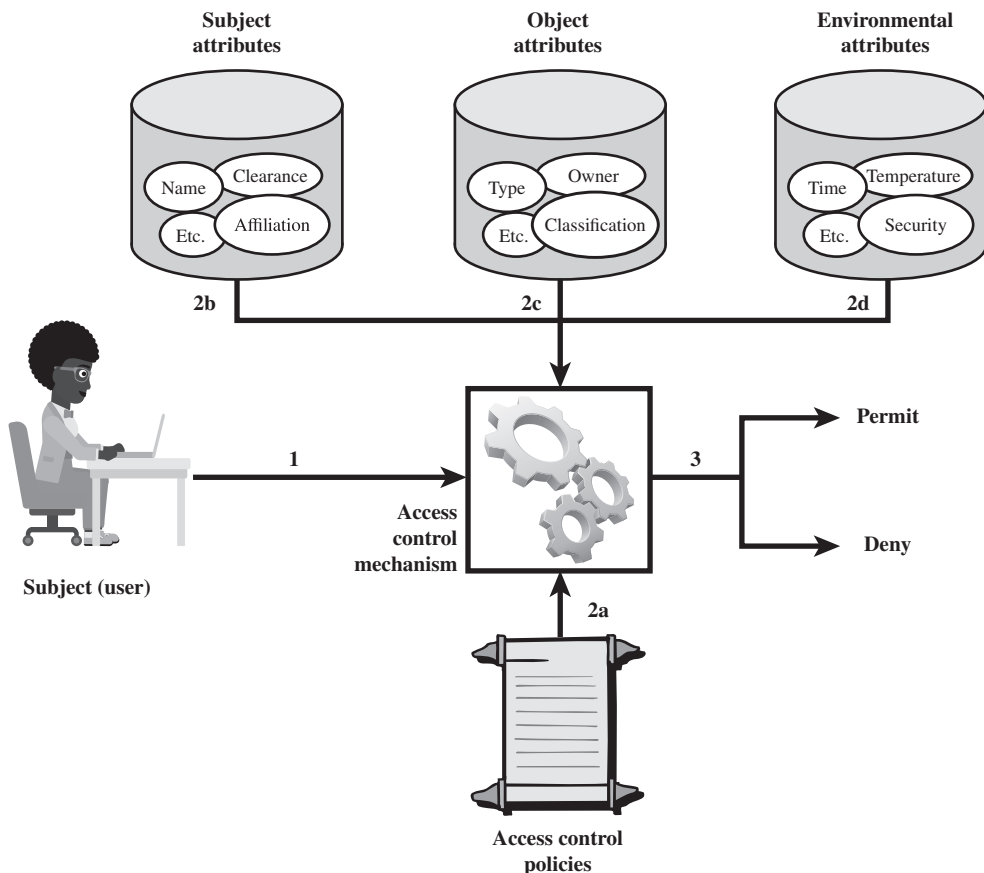 Subject
attributes
Object
attributes
Environmental
attributes
Name
Clearance
Etc.
Affiliation
Type
Owner
Etc.
Classification
Time
Temperature
Etc.
Security
2b
2c
2d
1
Access
control
mechanism
3
Permit
Deny
Subject (user)
2a
Access control
policies